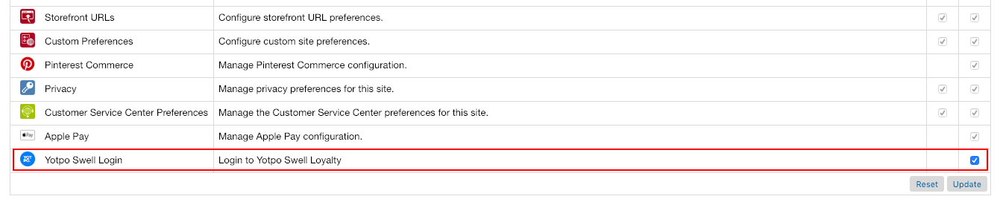 Storefront URLs Configure storefront URL preferences.
Custom Preferences Configure custom site preferences.
Pinterest Commerce Manage Pinterest Commerce configuration.
Privacy Manage privacy preferences for this site.
Customer Service Center Preferences Manage the Customer Service Center preferences for this site.
Pay Apple Pay Manage Apple Pay configuration.
Yotpo Swell Login Login to Yotpo Swell Loyalty
Reset Update